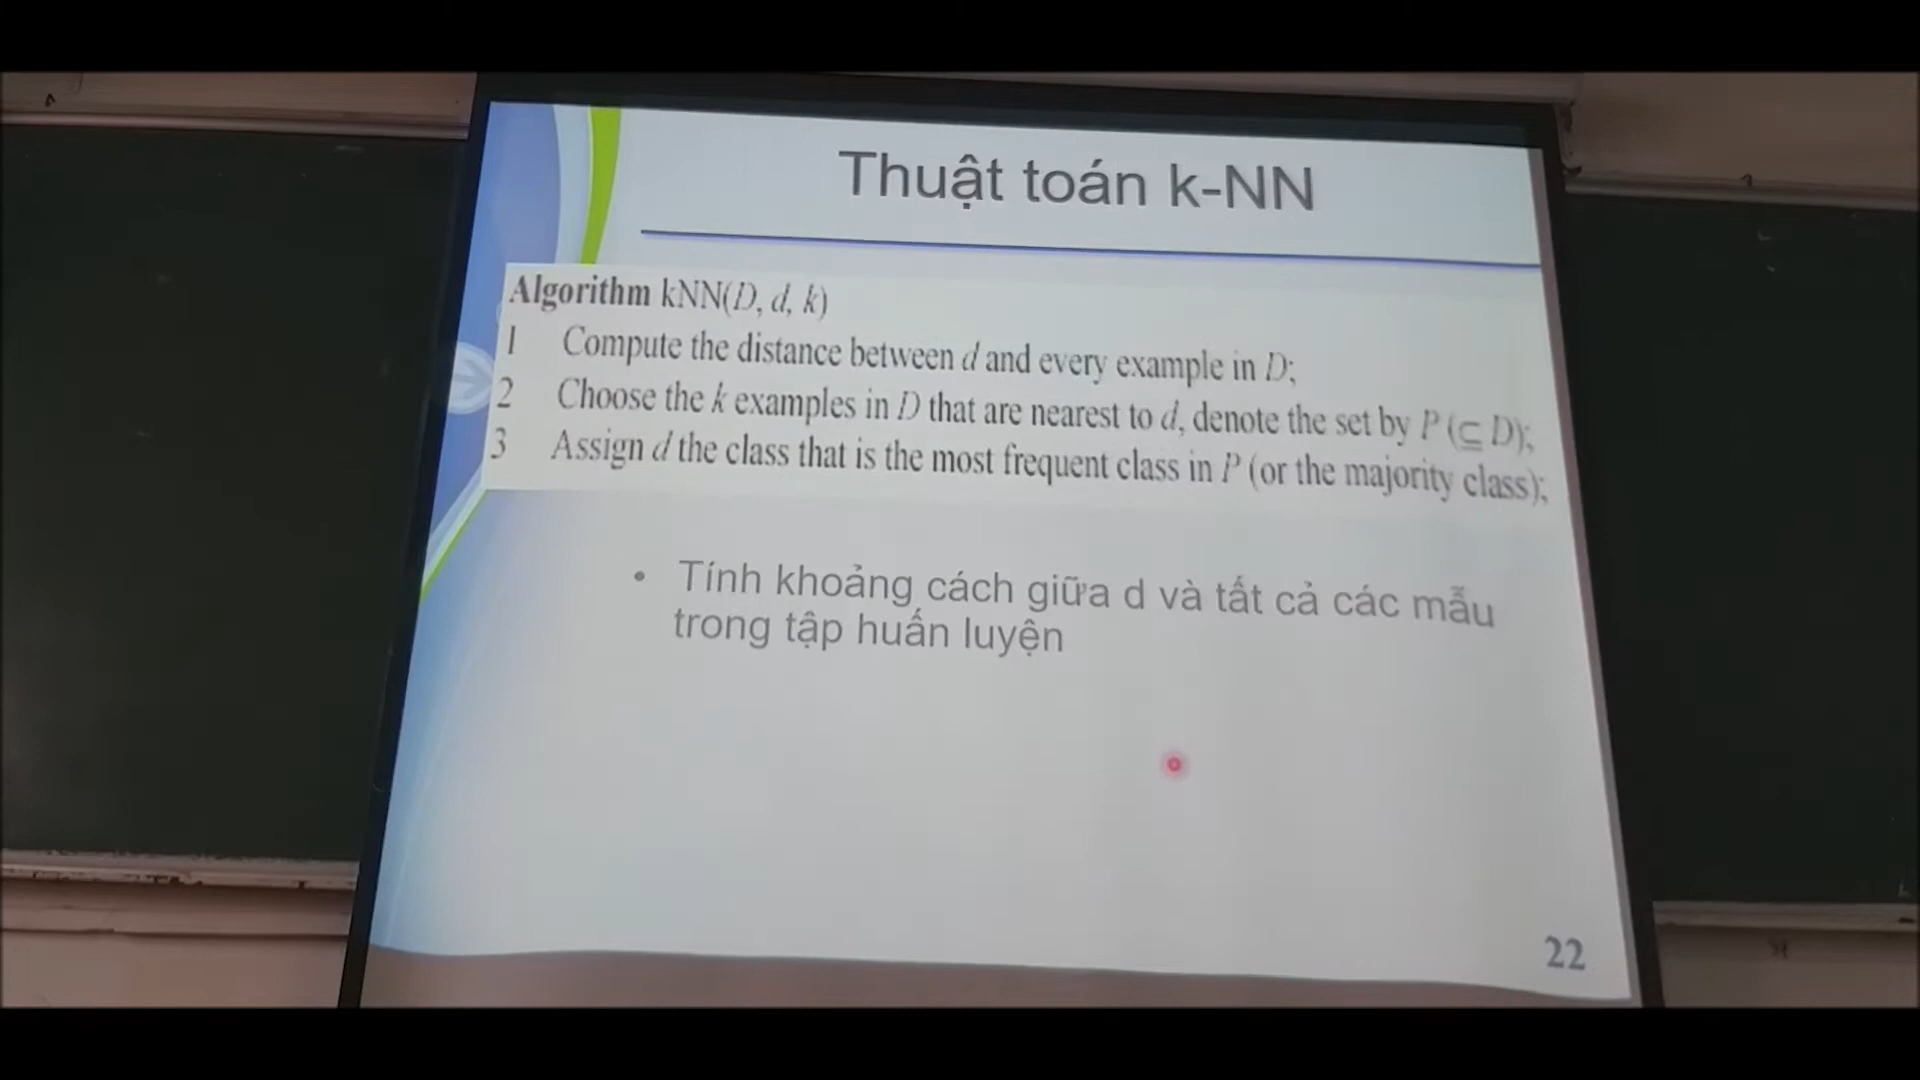 Thuật toán k-NN
Algorithm kNN(D, d, k)
1 Compute the distance between d and every example in D;
2 Choose the k examples in D that are nearest to d, denote the set by P (⊆ D);
3 Assign d the class that is the most frequent class in P (or the majority class);
• Tính khoảng cách giữa d và tất cả các mẫu
trong tập huấn luyện
22